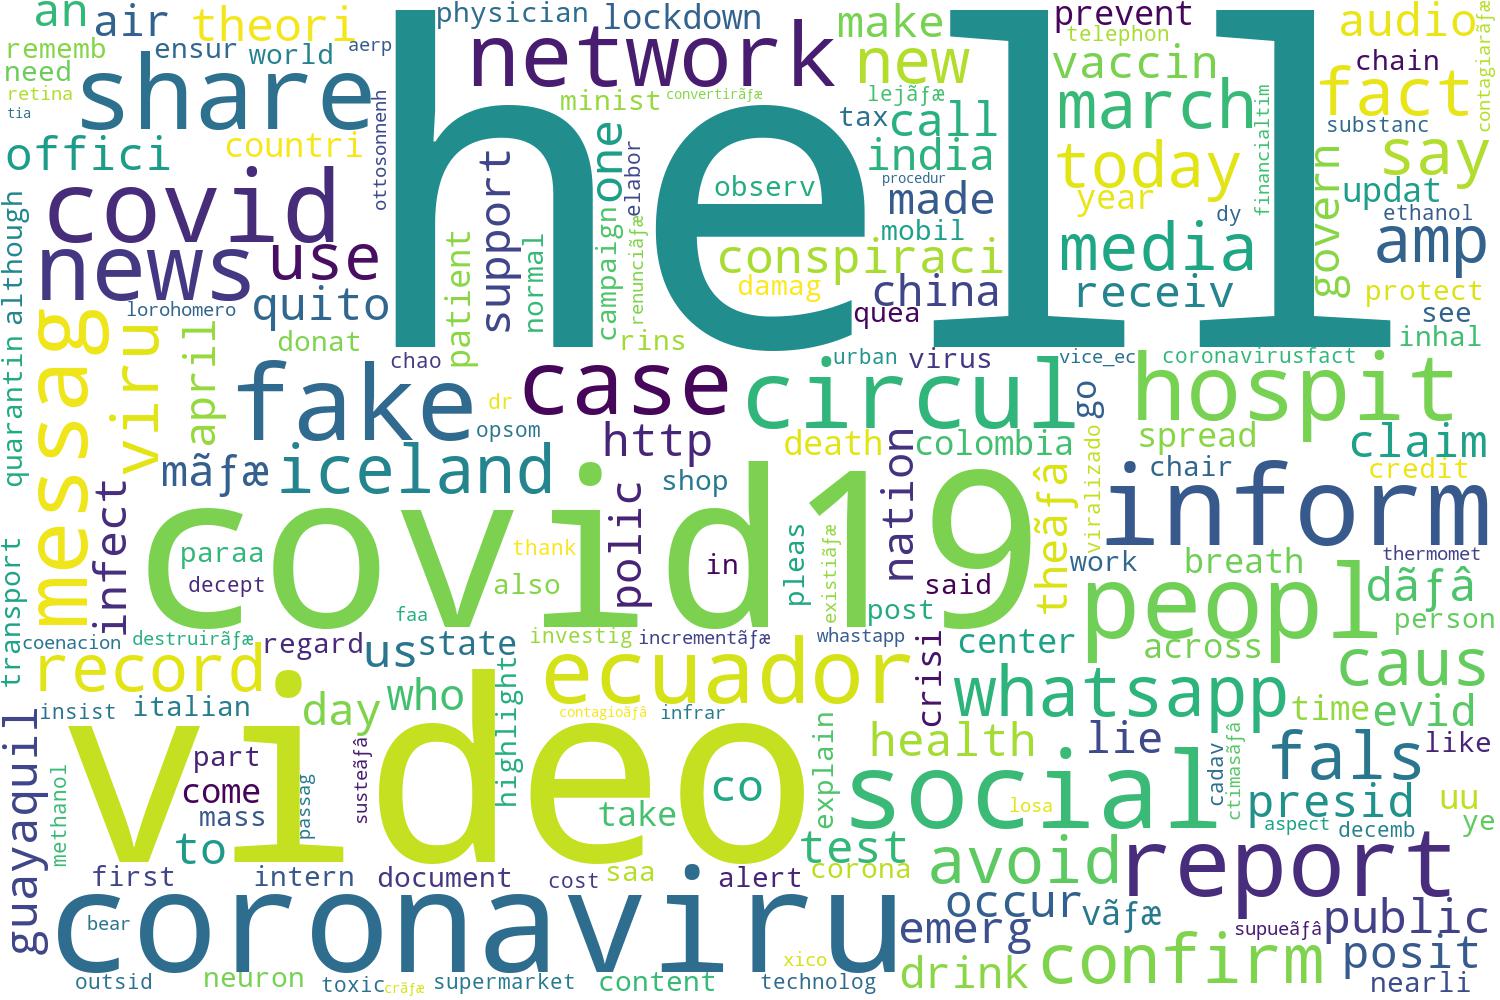 an
air
theori
physician
lockdown
make
prevent
audio
rememb
ensur
world
aerp
hell
network
new
telephon
need
share
vaccin
chain
retina
minist
convertirãƒæ
lejãƒæ
march
fact
contagiarãƒæ
tia
tax
call
substanc
offici
countri
ottosonnenh
one
india
today
financialtim
say
covid
support
elabor
observ
procedur
made
year
govern
updat
although
patient
normal
campaign
renunciãƒæ
mobil
dy
ethanol
news
use
conspiraci
media
amp
quito
damag
china
receiv
protect
lorohomero
quea
see
messag
viru
april
donat
rins
inhal
quarantin
chao
urban
virus
vice_ec
coronavirusfact
fake
case
circul
go
hospit
dr
opsom
http
death
colombia
spread
claim
mãƒæ
iceland
shop
nation
theãƒâ
viralizado
chair
credit
infect
covid19
polic
pleas
existiãƒæ
inform
transport
paraa
thank
in
work
breath
thermomet
decept
also
said
peopl
dãƒâ
faa
post
person
coenacion
destruirãƒæ
regard
us
state
investig
incrementãƒæ
whastapp
crisi
center
across
record
ecuador
caus
who
highlight
whatsapp
insist
italian
day
contagioãƒâ
infrar
time
evid
guayaquil
video
part
susteãƒâ
explain
health
lie
fals
like
methanol
come
passag
co
social
cadav
ctimasãƒâ
presid
uu
mass
take
losa
aspect
decemb
ye
to
test
avoid
report
first
intern
document
cost
saa
alert
corona
coronaviru
occur
vãƒæ
bear
emerg
supueãƒâ
public
xico
confirm
posit
outsid
neuron
toxic
crãƒæ
supermarket
content
technolog
drink
nearli